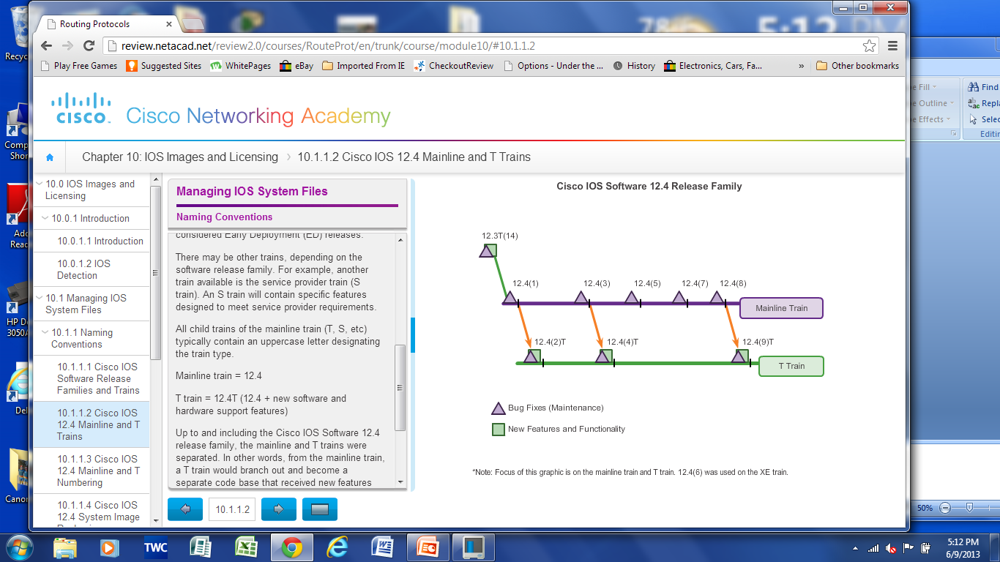 Routing Protocols
5:12 PM
review.netacad.net/review2.0/courses/RouteProt/en/trunk/course/module10/#10.1.1.2
Play Free Games
Suggested Sites
WhitePages
eBay
Imported From IE
CheckoutReview
Options - Under the ...
History
Electronics, Cars, Fa...
»
Other bookmarks
CISCO
Cisco Networking Academy
Chapter 10: IOS Images and Licensing
10.1.1.2 Cisco IOS 12.4 Mainline and T Trains
10.0 IOS Images and
Licensing
10.0.1 Introduction
10.0.1.1 Introduction
10.0.1.2 IOS
Detection
10.1 Managing IOS
System Files
10.1.1 Naming
Conventions
10.1.1.1 Cisco IOS
Software Release
Families and Trains
10.1.1.2 Cisco IOS
12.4 Mainline and T
Trains
10.1.1.3 Cisco IOS
12.4 Mainline and T
Numbering
10.1.1.4 Cisco IOS
12.4 System Image
Managing IOS System Files
Naming Conventions
considered Early Deployment (ED) releases.
There may be other trains, depending on the
software release family. For example, another
train available is the service provider train (S
train). An S train will contain specific features
designed to meet service provider requirements.
All child trains of the mainline train (T, S, etc)
typically contain an uppercase letter designating
the train type.
Mainline train = 12.4
T train = 12.4T (12.4 + new software and
hardware support features)
Up to and including the Cisco IOS Software 12.4
release family, the mainline and T trains were
separated. In other words, from the mainline train,
a T train would branch out and become a
separate code base that received new features
10.1.1.2
Cisco IOS Software 12.4 Release Family
12.3T(14)
12.4(1)
12.4(3)
12.4(5)
12.4(7)
12.4(8)
Mainline Train
12.4(2)T
12.4(4)T
12.4(9)T
T Train
Bug Fixes (Maintenance)
New Features and Functionality
*Note: Focus of this graphic is on the mainline train and T train. 12.4(6) was used on the XE train.
Recyc
Comp
Shor
Ado
Reac
HP De
3050A
Del
Canor
e Fill
Find
e Outline
Repla
e Effects
Selec
Editin
50%
TWC
5:12 PM
6/9/2013